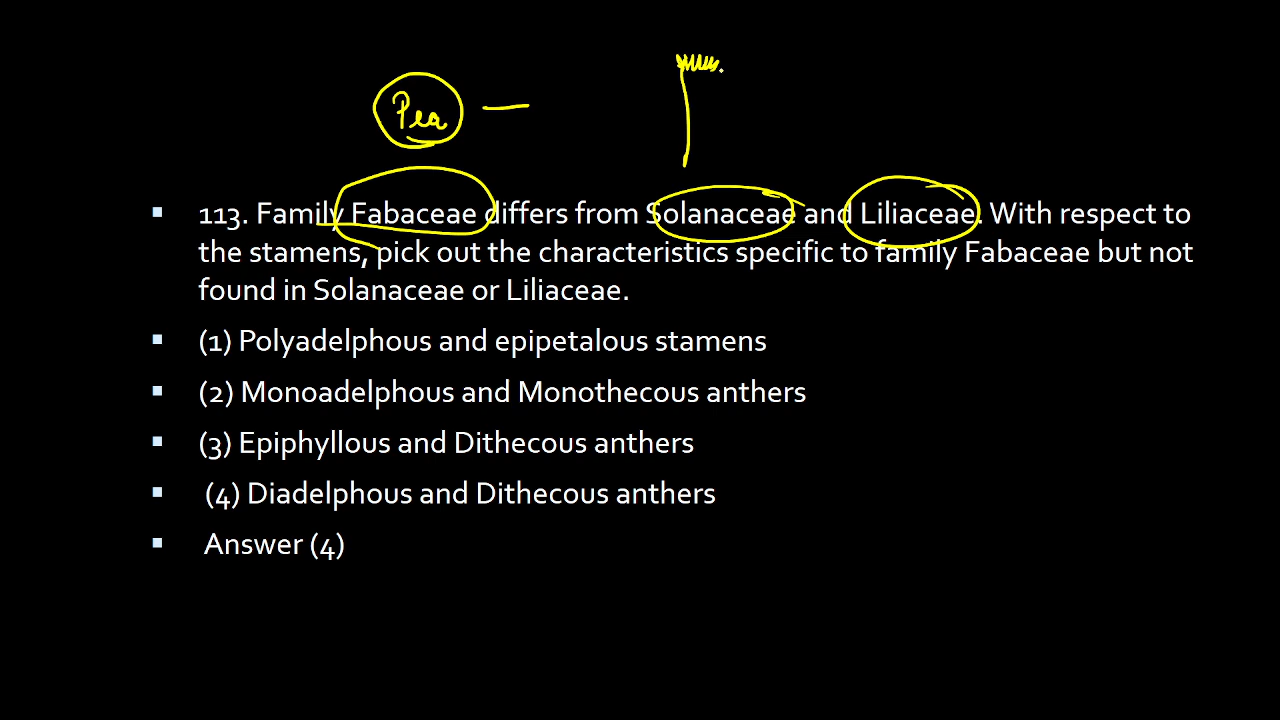 Pea
113. Family Fabaceae differs from Solanaceae and Liliaceae. With respect to
the stamens, pick out the characteristics specific to family Fabaceae but not
found in Solanaceae or Liliaceae.
(1) Polyadelphous and epipetalous stamens
(2) Monoadelphous and Monothecous anthers
(3) Epiphyllous and Dithecous anthers
(4) Diadelphous and Dithecous anthers
Answer (4)